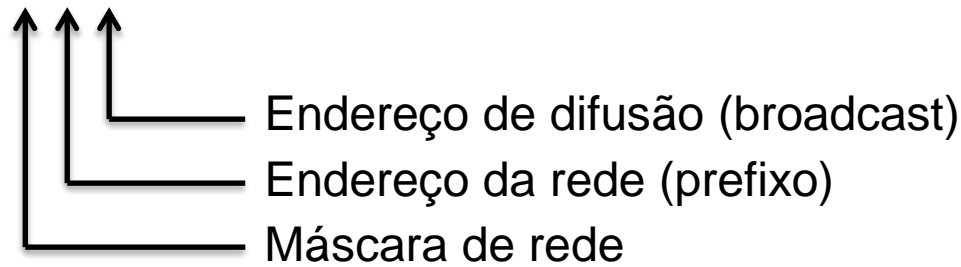 Endereço de difusão (broadcast)
Endereço da rede (prefixo)
Máscara de rede